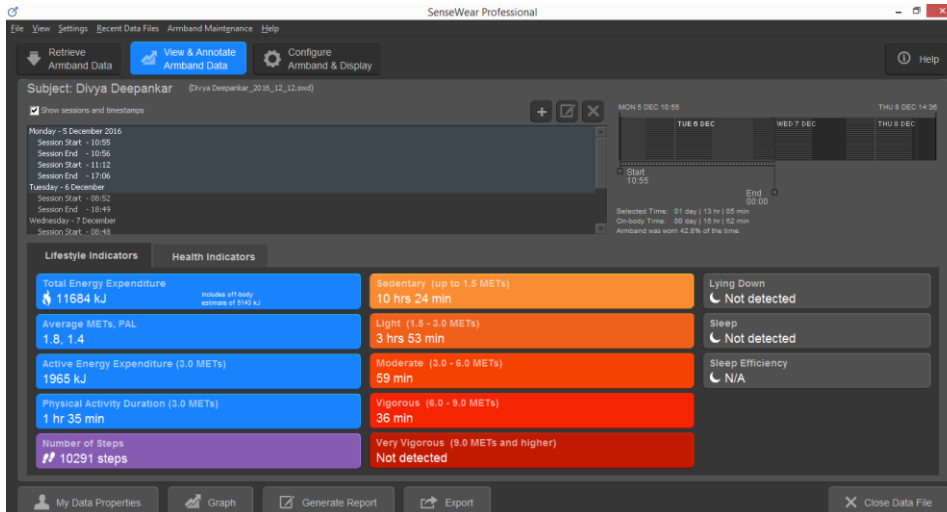 SenseWear Professional
File View Settings Recent Data Files Armband Maintenance Help
Retrieve
Armband Data
View & Annotate
Armband Data
Configure
Armband & Display
Help
Subject: Divya Deepankar (Divya Deepankar_2016_12_12.swd)
Show sessions and timestamps
Monday - 5 December 2016
Session Start - 10:55
Session End - 10:56
Session Start - 11:12
Session End - 17:06
Tuesday - 6 December
Session Start - 08:52
Session End - 18:49
Wednesday - 7 December
Session Start - 08:48
MON 5 DEC 10:55
THU 8 DEC 14:36
TUE 6 DEC
WED 7 DEC
THU 8 DEC
Start
10:55
End
00:00
Selected Time: 01 day | 13 hr | 05 min
On-body Time: 00 day | 15 hr | 52 min
Armband was worn 42.8% of the time.
Lifestyle Indicators
Health Indicators
Total Energy Expenditure
11684 kJ
includes off-body
estimate of 5143 kJ
Average METs, PAL
1.8, 1.4
Active Energy Expenditure (3.0 METs)
1965 kJ
Physical Activity Duration (3.0 METs)
1 hr 35 min
Number of Steps
10291 steps
Sedentary (up to 1.5 METs)
10 hrs 24 min
Light (1.5 - 3.0 METs)
3 hrs 53 min
Moderate (3.0 - 6.0 METs)
59 min
Vigorous (6.0 - 9.0 METs)
36 min
Very Vigorous (9.0 METs and higher)
Not detected
Lying Down
Not detected
Sleep
Not detected
Sleep Efficiency
N/A
My Data Properties
Graph
Generate Report
Export
Close Data File